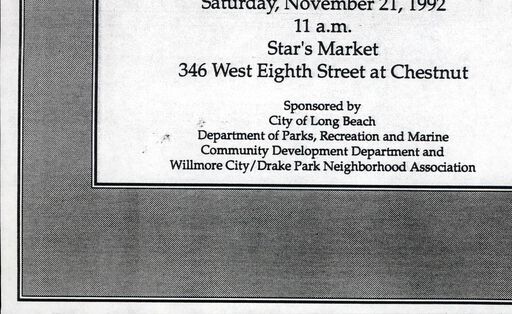 Saturday, November 21, 1992
11 a.m.
Star's Market
346 West Eighth Street at Chestnut
Sponsored by
City of Long Beach
Department of Parks, Recreation and Marine
Community Development Department and
Willmore City/Drake Park Neighborhood Association